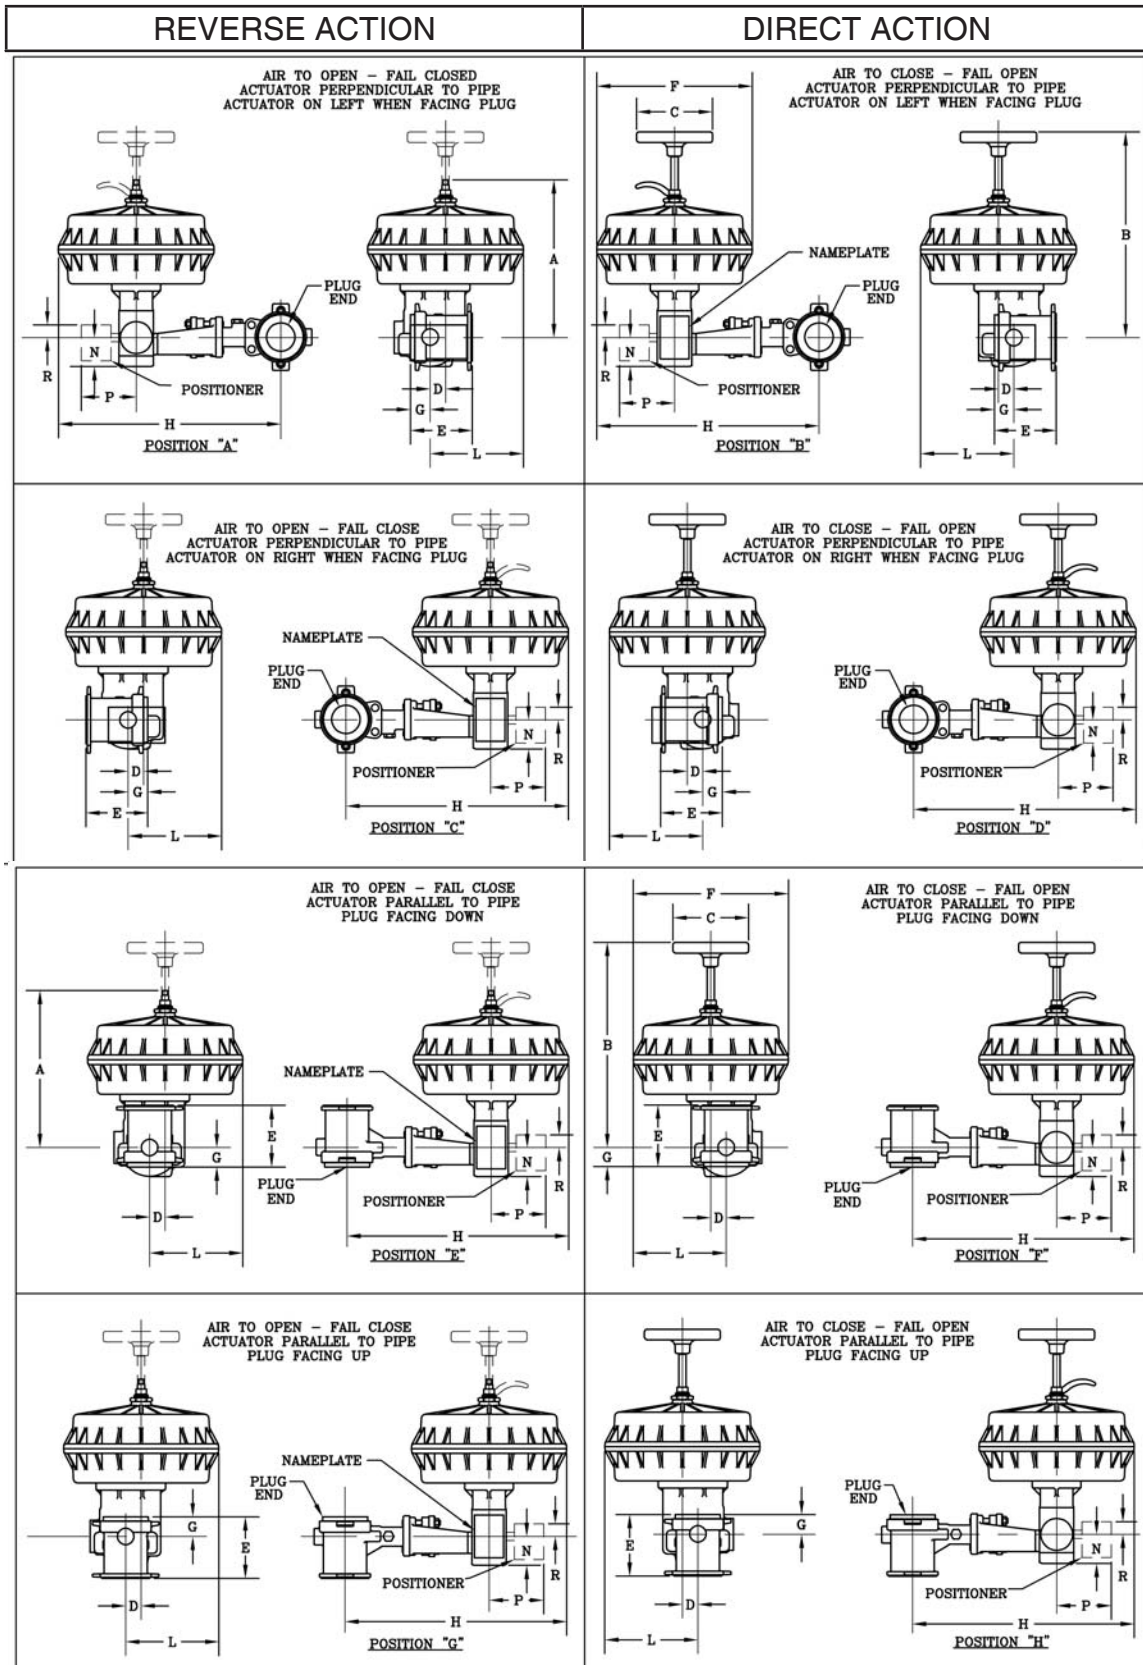 REVERSE ACTION
DIRECT ACTION
AIR TO OPEN – FAIL CLOSED
ACTUATOR PERPENDICULAR TO PIPE
ACTUATOR ON LEFT WHEN FACING PLUG
PLUG
END
A
N
R
P
POSITIONER
H
POSITION "A"
D
G
E
L
AIR TO CLOSE – FAIL OPEN
ACTUATOR PERPENDICULAR TO PIPE
ACTUATOR ON LEFT WHEN FACING PLUG
F
C
B
NAMEPLATE
PLUG
END
N
R
P
POSITIONER
H
POSITION "B"
D
G
E
L
AIR TO OPEN – FAIL CLOSE
ACTUATOR PERPENDICULAR TO PIPE
ACTUATOR ON RIGHT WHEN FACING PLUG
NAMEPLATE
PLUG
END
D
G
E
L
N
R
POSITIONER
P
H
POSITION "C"
AIR TO CLOSE – FAIL OPEN
ACTUATOR PERPENDICULAR TO PIPE
ACTUATOR ON RIGHT WHEN FACING PLUG
PLUG
END
D
G
E
L
N
R
POSITIONER
P
H
POSITION "D"
AIR TO OPEN – FAIL CLOSE
ACTUATOR PARALLEL TO PIPE
PLUG FACING DOWN
A
NAMEPLATE
E
G
D
L
PLUG
END
N
R
POSITIONER
P
H
POSITION "E"
AIR TO CLOSE – FAIL OPEN
ACTUATOR PARALLEL TO PIPE
PLUG FACING DOWN
F
C
B
E
G
D
L
PLUG
END
N
R
POSITIONER
P
H
POSITION "F"
AIR TO OPEN – FAIL CLOSE
ACTUATOR PARALLEL TO PIPE
PLUG FACING UP
NAMEPLATE
PLUG
END
G
E
D
L
N
R
POSITIONER
P
H
POSITION "G"
AIR TO CLOSE – FAIL OPEN
ACTUATOR PARALLEL TO PIPE
PLUG FACING UP
PLUG
END
G
E
D
L
N
R
POSITIONER
P
H
POSITION "H"